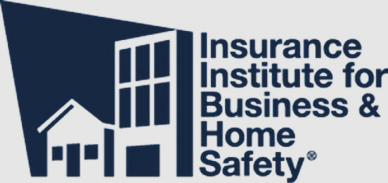 Insurance
Institute for
Business &
Home
Safety®